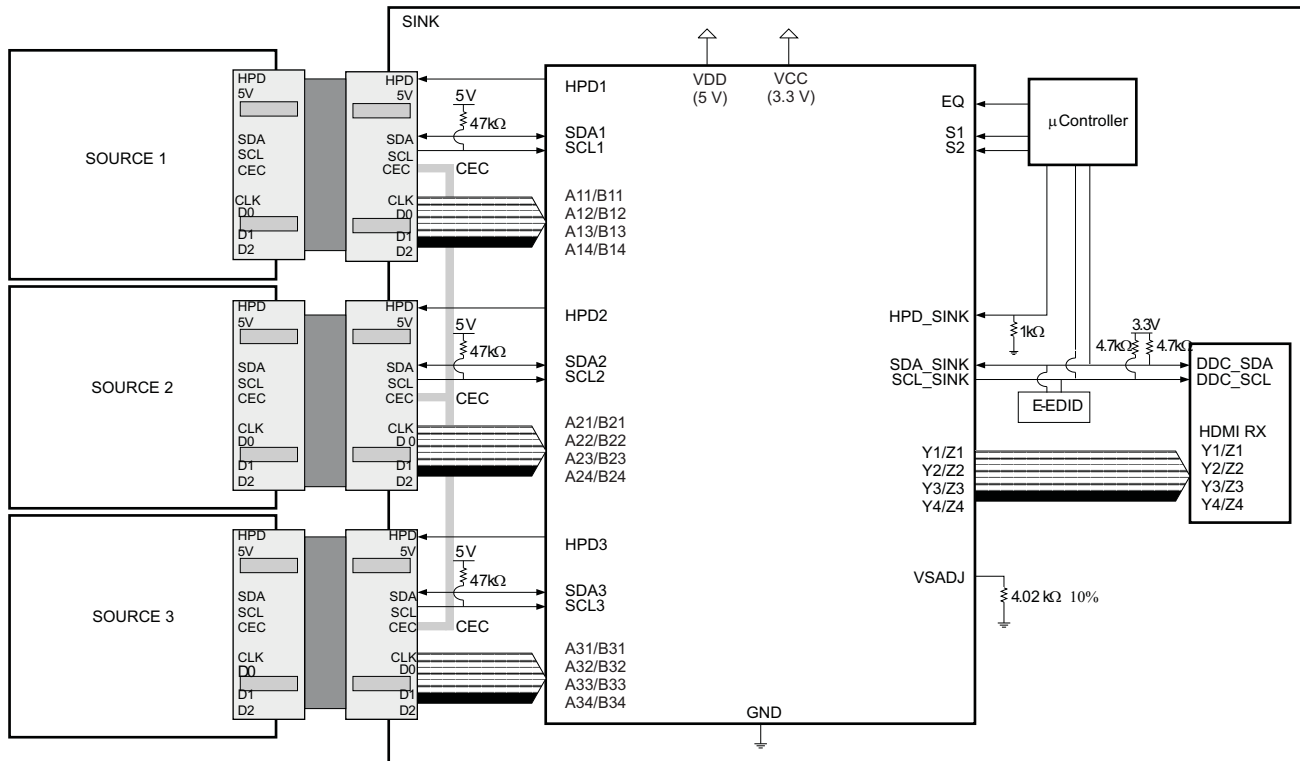 SINK
SOURCE 1
HPD
5V
SDA
SCL
CEC
CLK
D0
D1
D2
HPD
5V
SDA
SCL
CEC
CLK
D0
D1
D2
5V
47kΩ
CEC
HPD1
SDA1
SCL1
A11/B11
A12/B12
A13/B13
A14/B14
VDD
(5 V)
VCC
(3.3 V)
EQ
S1
S2
μController
SOURCE 2
HPD
5V
SDA
SCL
CEC
CLK
D0
D1
D2
HPD
5V
SDA
SCL
CEC
CLK
D 0
D1
D2
5V
47kΩ
CEC
HPD2
SDA2
SCL2
A21/B21
A22/B22
A23/B23
A24/B24
HPD_SINK
1kΩ
3.3V
4.7kΩ
4.7kΩ
SDA_SINK
SCL_SINK
E-EDID
DDC_SDA
DDC_SCL
HDMI RX
Y1/Z1
Y2/Z2
Y3/Z3
Y4/Z4
Y1/Z1
Y2/Z2
Y3/Z3
Y4/Z4
SOURCE 3
HPD
5V
SDA
SCL
CEC
CLK
D0
D1
D2
HPD
5V
SDA
SCL
CEC
CLK
D0
D1
D2
5V
47kΩ
CEC
HPD3
SDA3
SCL3
A31/B31
A32/B32
A33/B33
A34/B34
VSADJ
4.02 kΩ 10%
GND